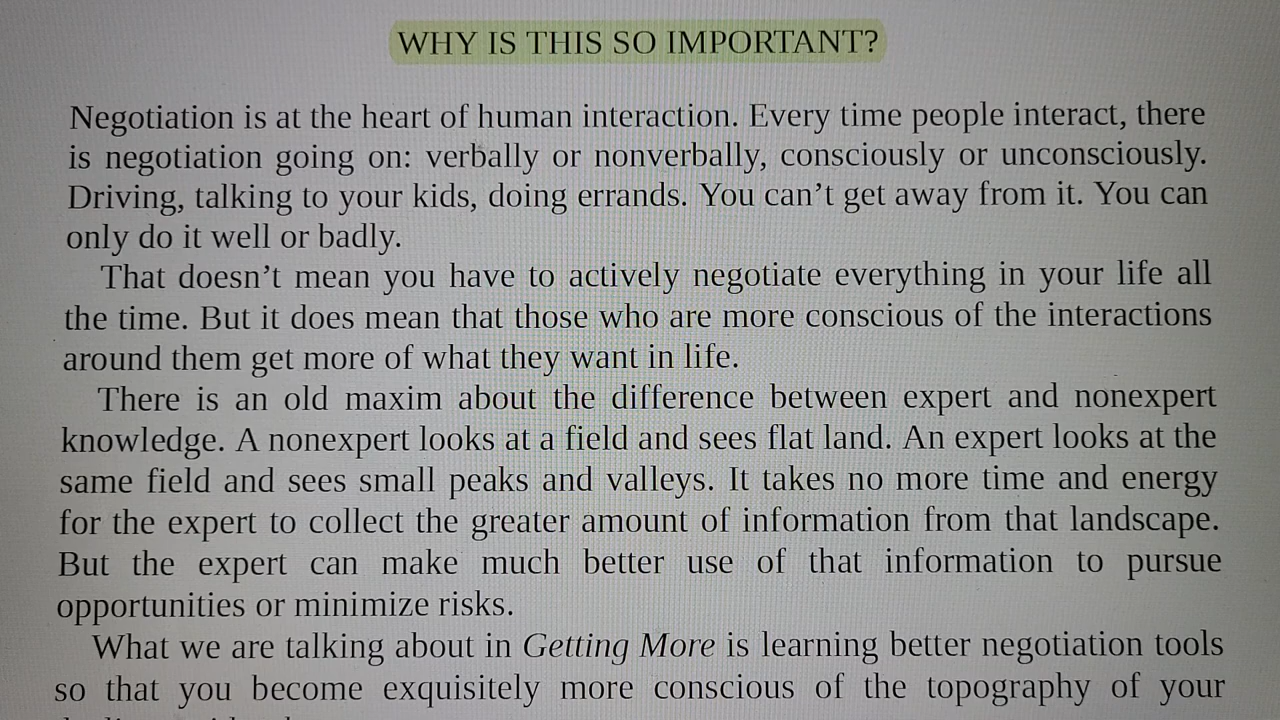 WHY IS THIS SO IMPORTANT?
Negotiation is at the heart of human interaction. Every time people interact, there
is negotiation going on: verbally or nonverbally, consciously or unconsciously.
Driving, talking to your kids, doing errands. You can’t get away from it. You can
only do it well or badly.
That doesn’t mean you have to actively negotiate everything in your life all
the time. But it does mean that those who are more conscious of the interactions
around them get more of what they want in life.
There is an old maxim about the difference between expert and nonexpert
knowledge. A nonexpert looks at a field and sees flat land. An expert looks at the
same field and sees small peaks and valleys. It takes no more time and energy
for the expert to collect the greater amount of information from that landscape.
But the expert can make much better use of that information to pursue
opportunities or minimize risks.
What we are talking about in Getting More is learning better negotiation tools
so that you become exquisitely more conscious of the topography of your